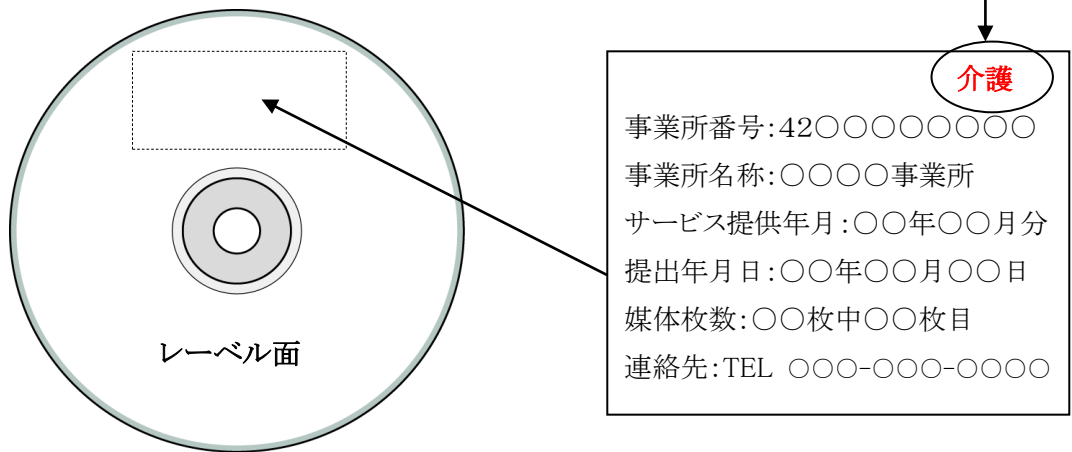 介護
事業所番号:42○○○○○○○○
事業所名称:○○○○事業所
サービス提供年月:○○年○○月分
提出年月日:○○年○○月○○日
媒体枚数:○○枚中○○枚目
連絡先:TEL ○○○-○○○-○○○○
レーベル面